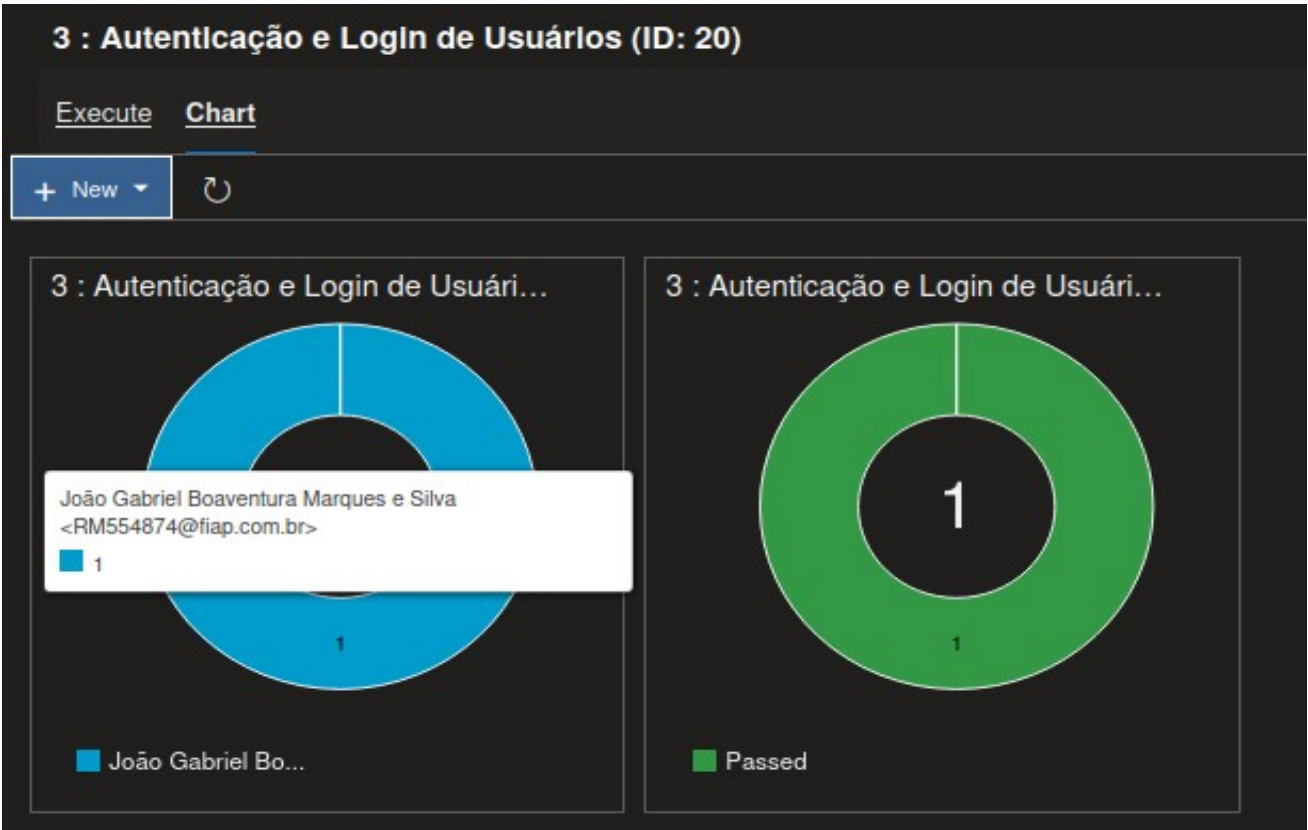 3 : Autenticação e Login de Usuários (ID: 20)
Execute Chart
+ New
3 : Autenticação e Login de Usuári...
3 : Autenticação e Login de Usuári...
João Gabriel Boaventura Marques e Silva
<RM554874@fiap.com.br>
1
1
1
1
João Gabriel Bo...
Passed